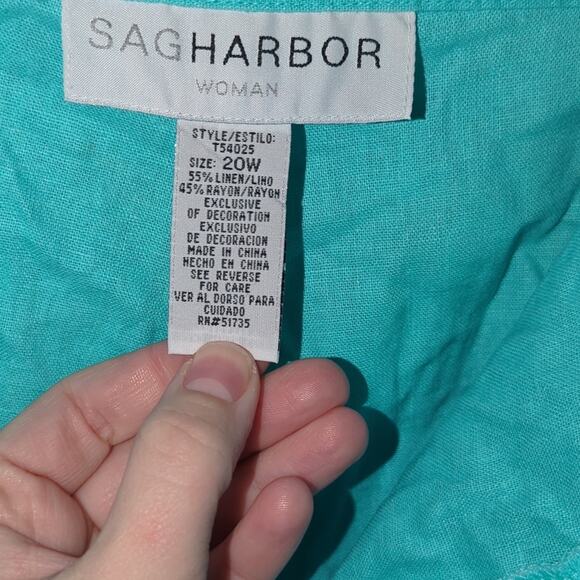 SAGHARBOR
WOMAN
STYLE/ESTILO:
T54025
SIZE: 20W
55% LINEN/LINO
45% RAYON/RAYON
EXCLUSIVE
OF DECORATION
EXCLUSIVO
DE DECORACION
MADE IN CHINA
HECHO EN CHINA
SEE REVERSE
FOR CARE
VER AL DORSO PARA
CUIDADO
RN#51735